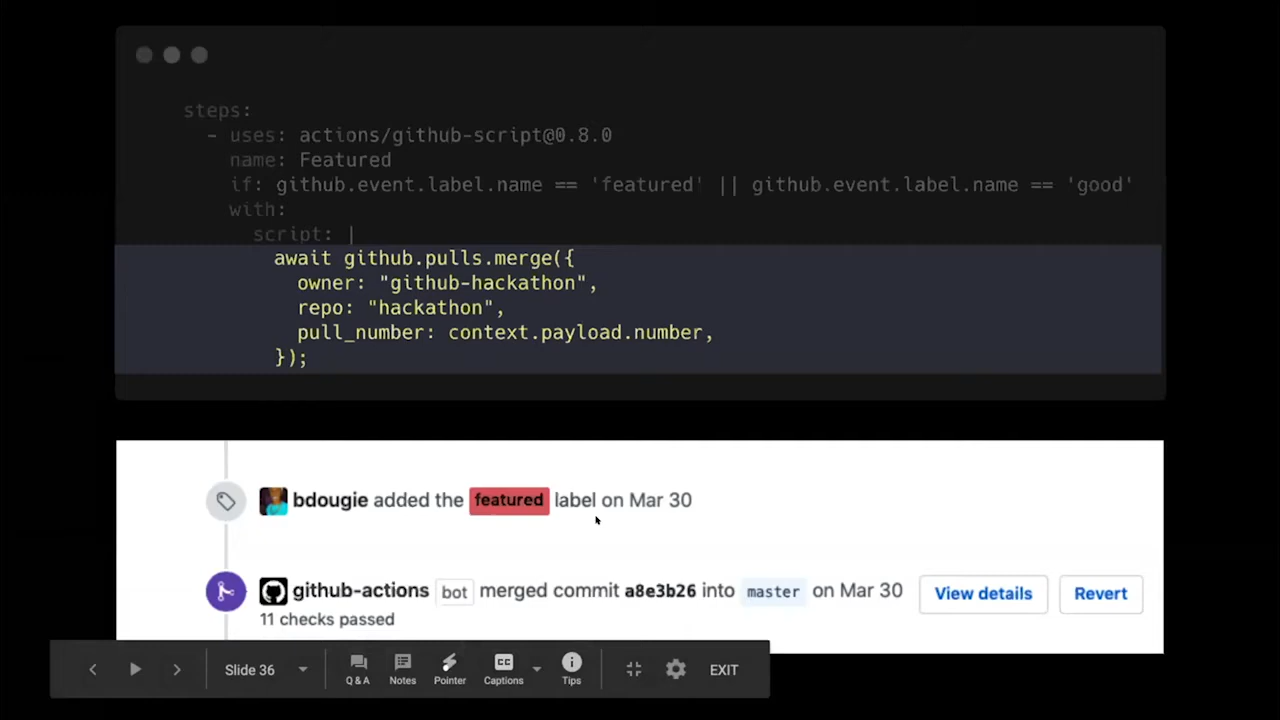 steps:
- uses: actions/github-script@0.8.0
name: Featured
if: github.event.label.name == 'featured' || github.event.label.name == 'good'
with:
script: |
await github.pulls.merge({
owner: "github-hackathon",
repo: "hackathon",
pull_number: context.payload.number,
});
bdougie added the featured label on Mar 30
github-actions bot merged commit a8e3b26 into master on Mar 30 View details Revert
11 checks passed
Slide 36 Q & A Notes Pointer CC Captions Tips EXIT